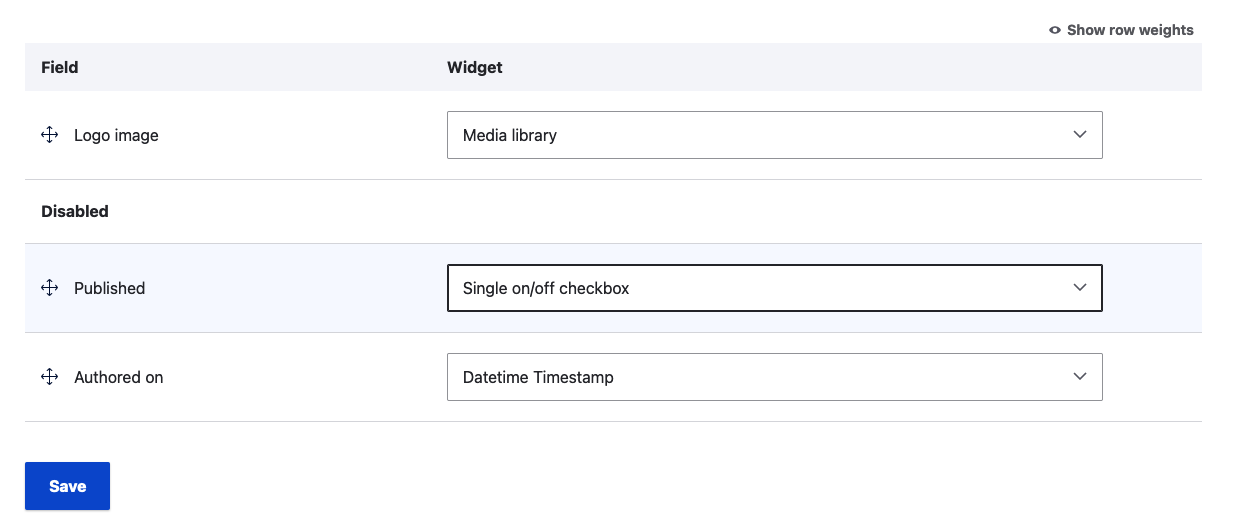 Show row weights
Field Widget
Logo image Media library
Disabled
Published Single on/off checkbox
Authored on Datetime Timestamp
Save